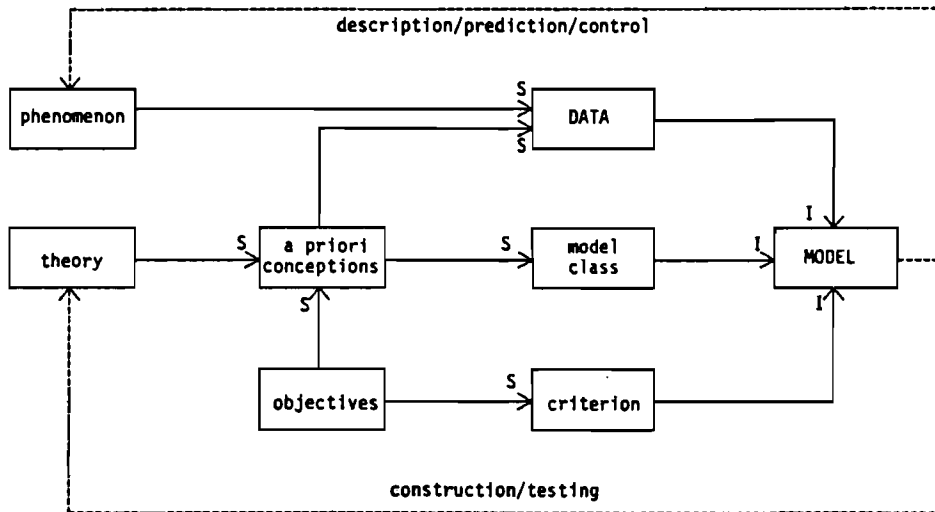 description/prediction/control
S
phenomenon
DATA
S
I
S
a priori
S
model
I
theory
conceptions
class
MODEL
S
I
S
objectives
criterion
construction/testing